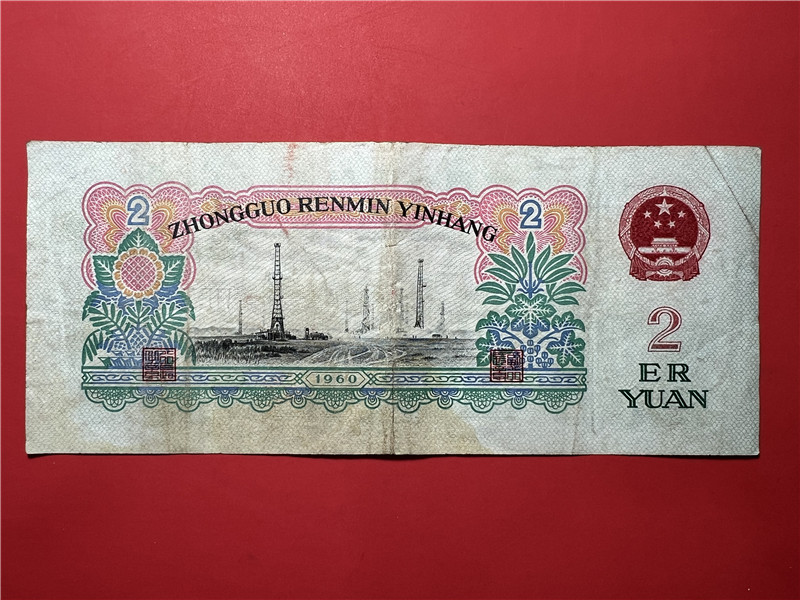 2 ZHONGGUO RENMIN YINHANG 2
1960
2
ER
YUAN